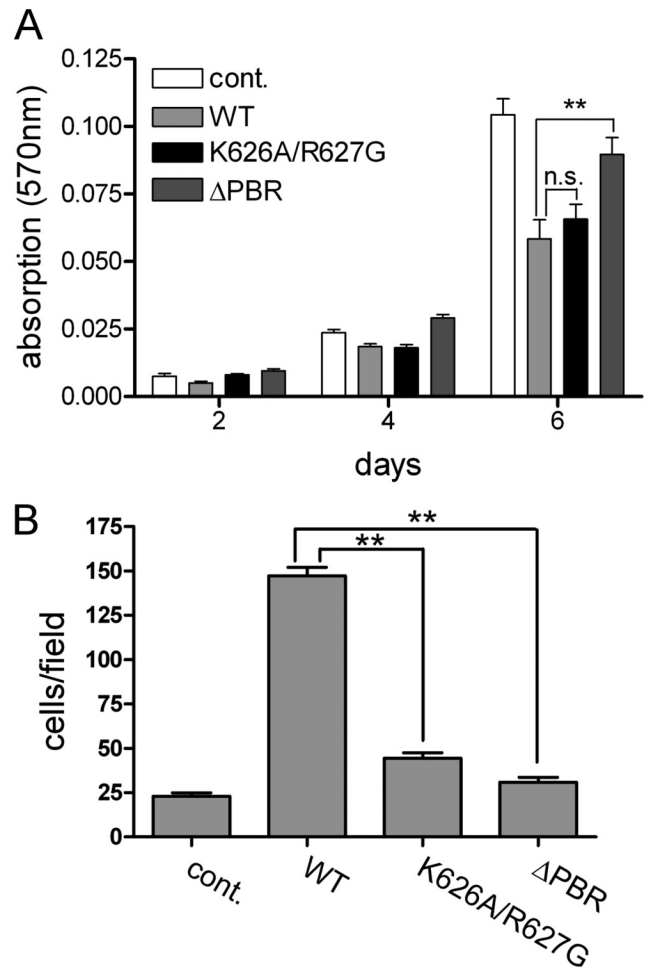 A
absorption (570nm)
0.125
0.100
0.075
0.050
0.025
0.000
cont.
WT
K626A/R627G
ΔPBR
**
n.s.
2 4 6
days
B
cells/field
175
150
125
100
75
50
25
0
**
**
cont. WT K626A/R627G ΔPBR